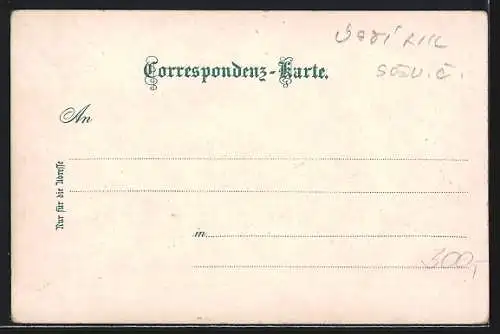 Correspondenz-Karte.
An
Nur für die Adresse
in
300,-